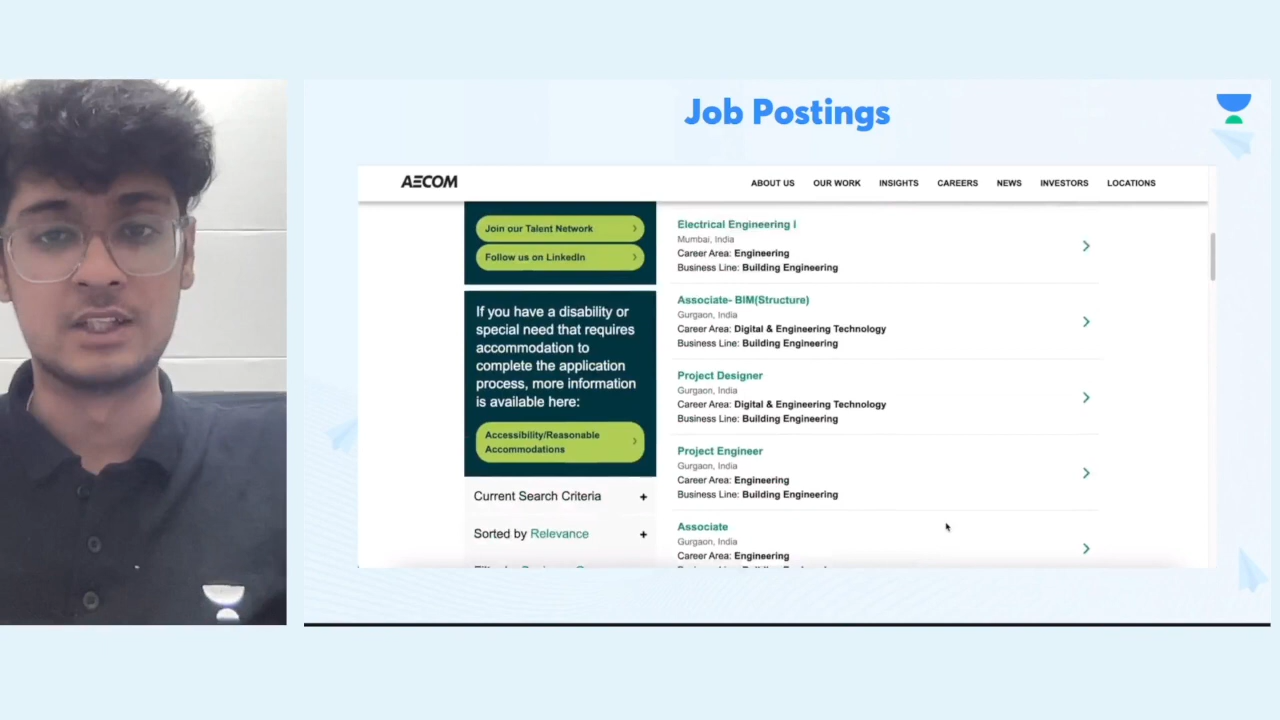 Job Postings
AECOM
ABOUT US OUR WORK INSIGHTS CAREERS NEWS INVESTORS LOCATIONS
Join our Talent Network
Follow us on LinkedIn
If you have a disability or
special need that requires
accommodation to
complete the application
process, more information
is available here:
Accessibility/Reasonable
Accommodations
Current Search Criteria +
Sorted by Relevance +
Electrical Engineering I
Mumbai, India
Career Area: Engineering
Business Line: Building Engineering
Associate- BIM(Structure)
Gurgaon, India
Career Area: Digital & Engineering Technology
Business Line: Building Engineering
Project Designer
Gurgaon, India
Career Area: Digital & Engineering Technology
Business Line: Building Engineering
Project Engineer
Gurgaon, India
Career Area: Engineering
Business Line: Building Engineering
Associate
Gurgaon, India
Career Area: Engineering